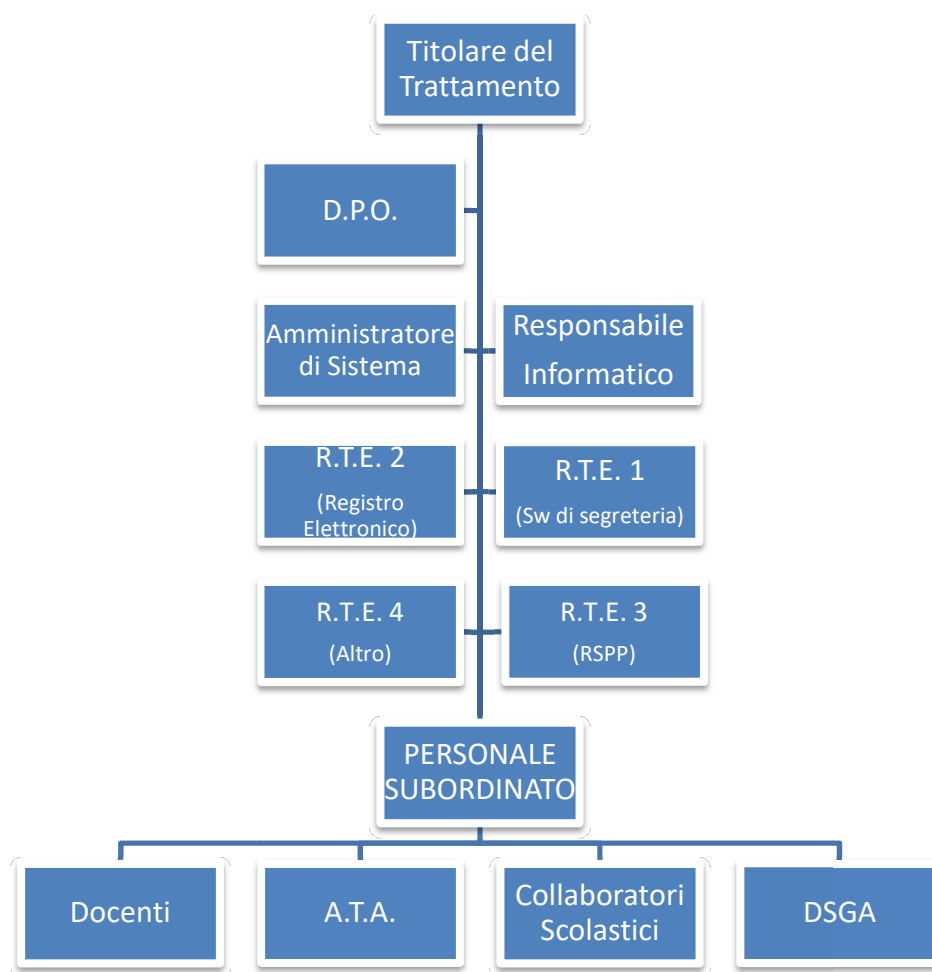 Titolare del
Trattamento
D.P.O.
Amministratore
di Sistema
Responsabile
Informatico
R.T.E. 2
(Registro
Elettronico)
R.T.E. 1
(Sw di segreteria)
R.T.E. 4
(Altro)
R.T.E. 3
(RSPP)
PERSONALE
SUBORDINATO
Docenti
A.T.A.
Collaboratori
Scolastici
DSGA